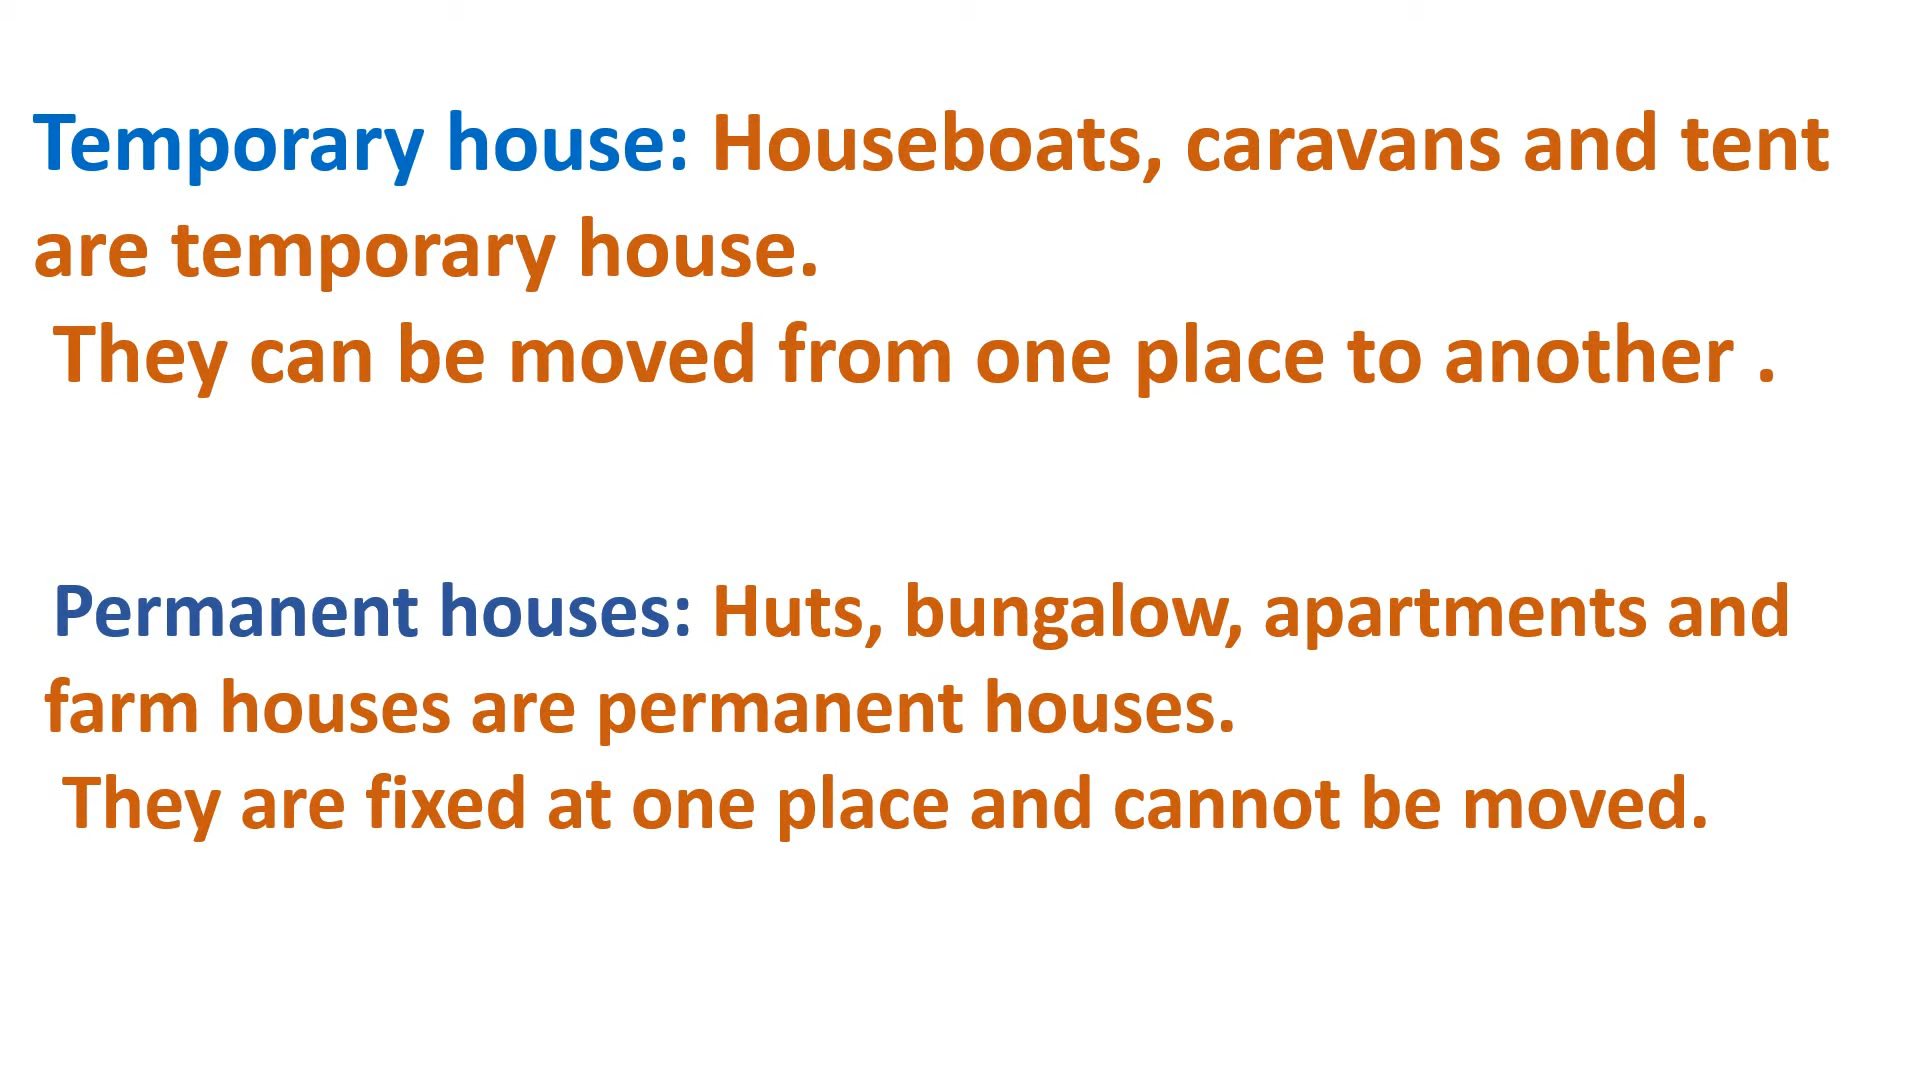 Temporary house: Houseboats, caravans and tent
are temporary house.
They can be moved from one place to another .
Permanent houses: Huts, bungalow, apartments and
farm houses are permanent houses.
They are fixed at one place and cannot be moved.